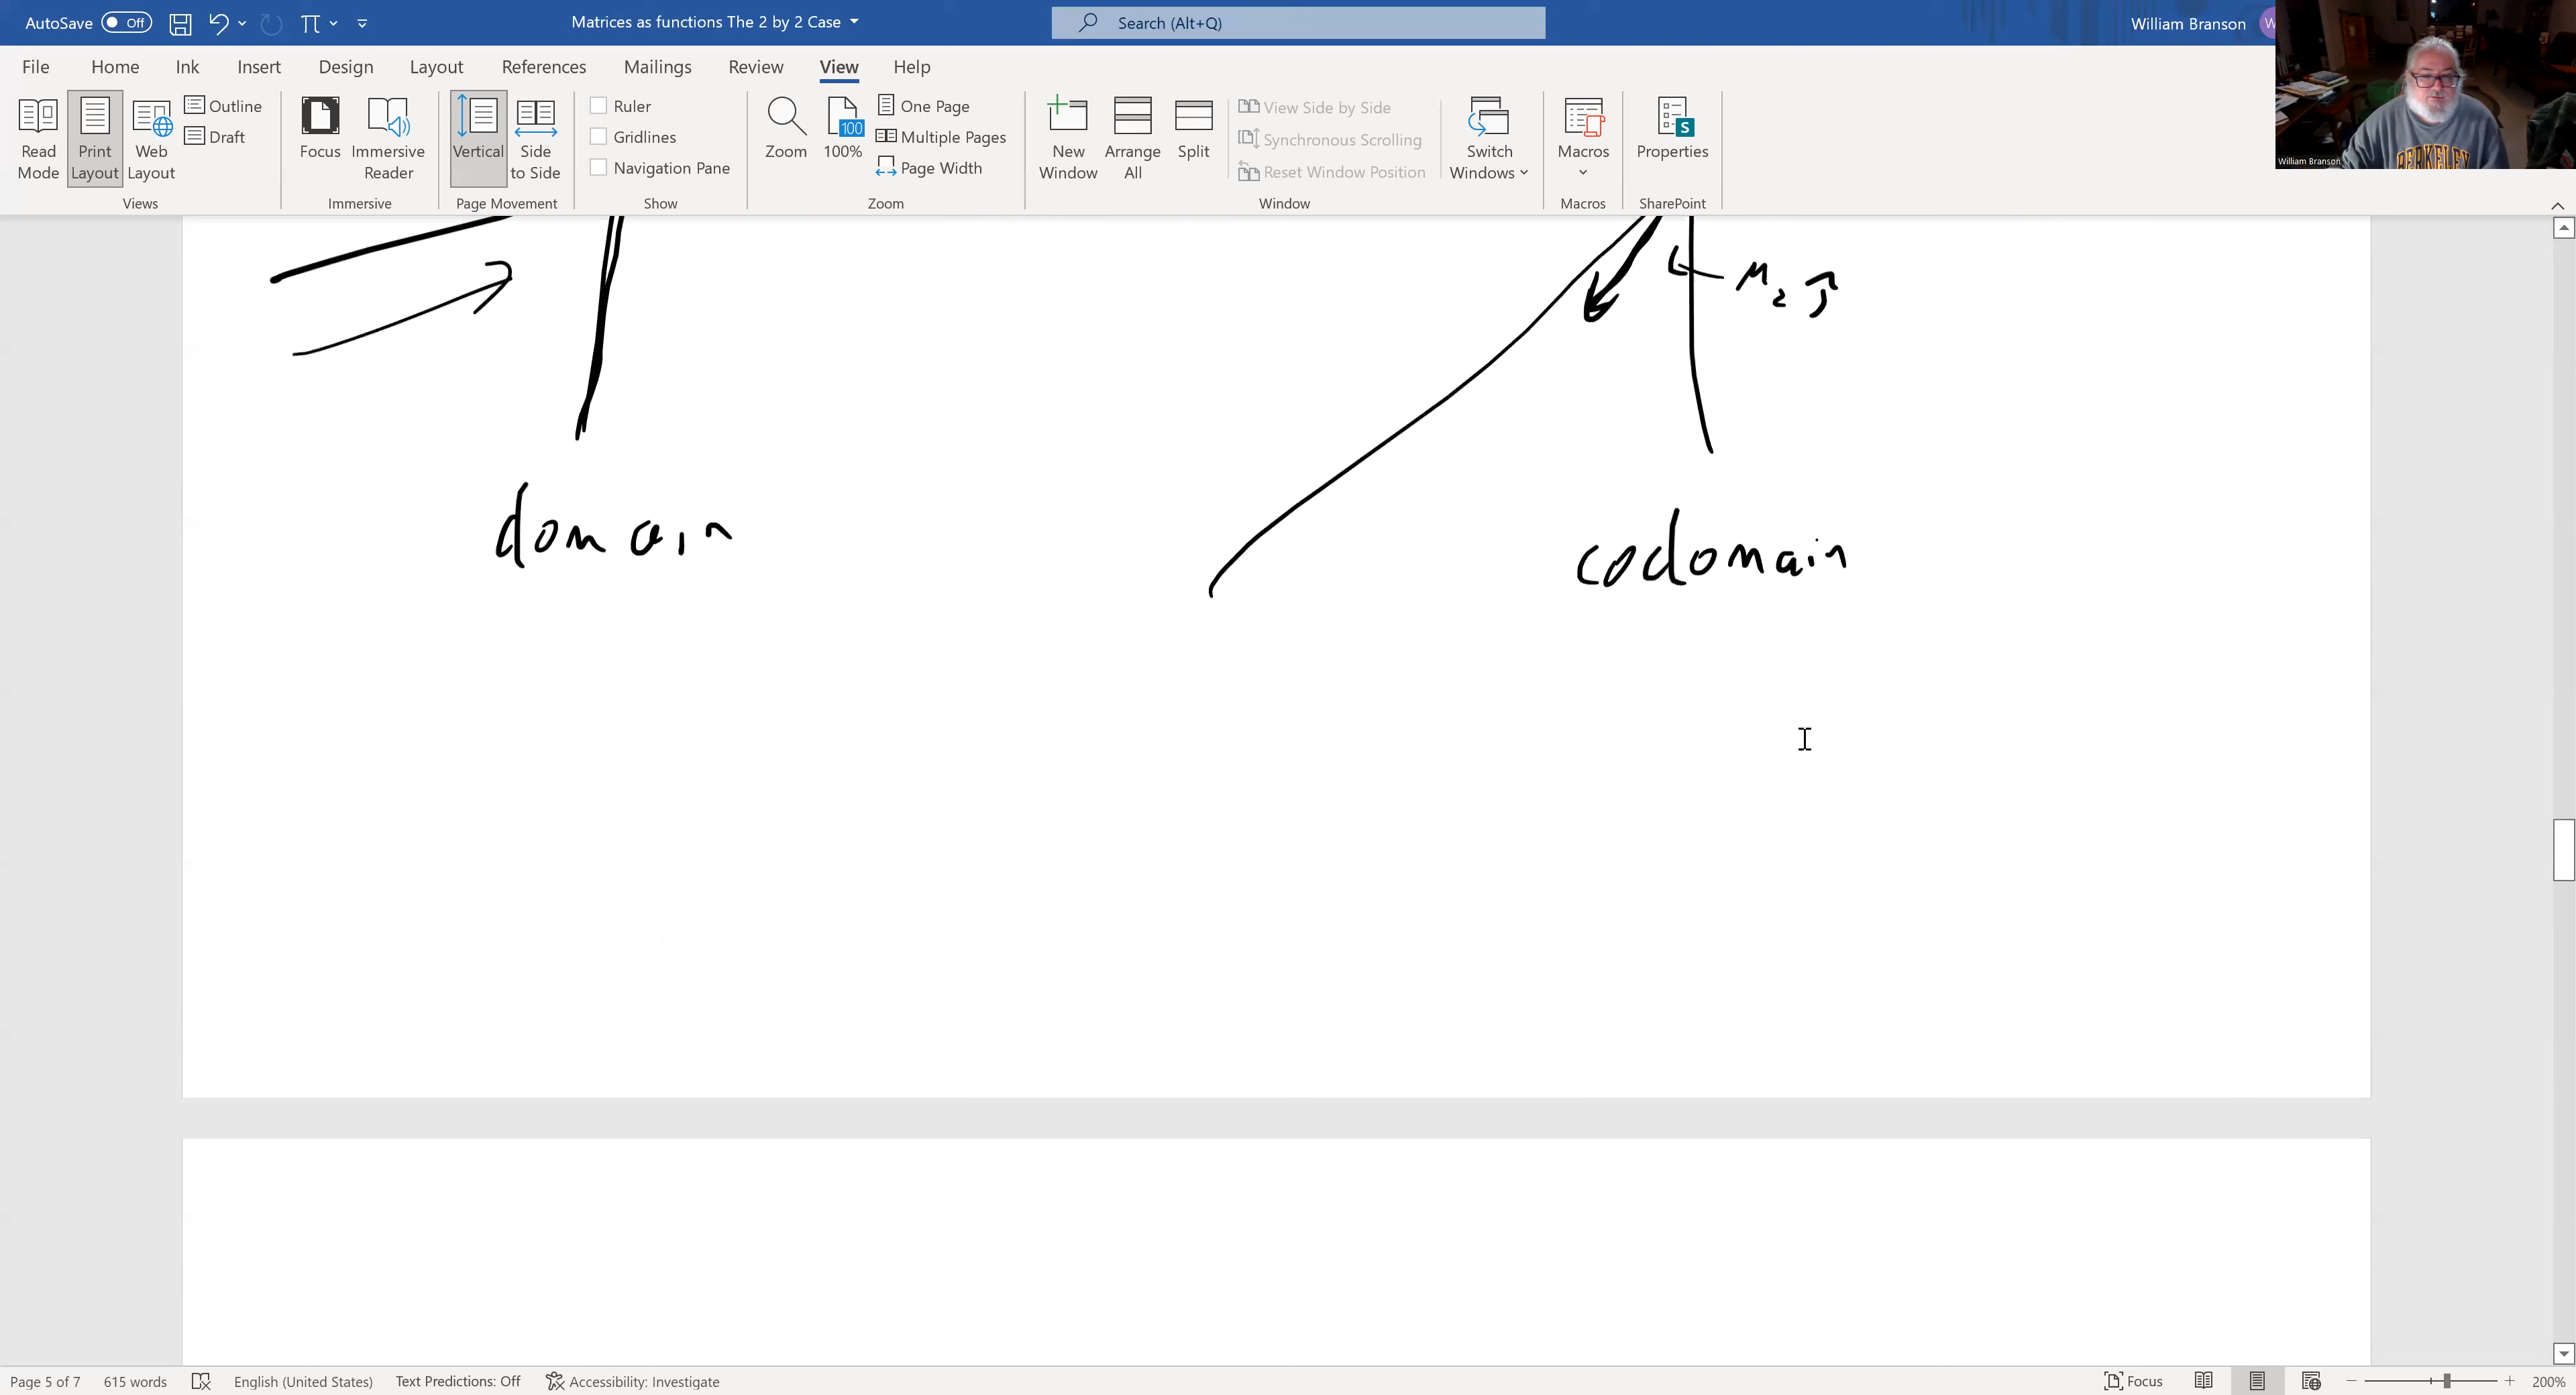 AutoSave Off Matrices as functions The 2 by 2 Case Search (Alt+Q) William Branson
File Home Ink Insert Design Layout References Mailings Review View Help
Read Mode
Print Layout
Web Layout
Outline
Draft
Views
Focus
Immersive Reader
Immersive
Vertical
Side to Side
Page Movement
Ruler
Gridlines
Navigation Pane
Show
Zoom
100
100%
One Page
Multiple Pages
Page Width
Zoom
New Window
Arrange All
Split
View Side by Side
Synchronous Scrolling
Reset Window Position
Switch Windows
Window
Macros
Macros
S
Properties
SharePoint
William Branson
BERKELEY
M₂ ĵ
domain
codomain
Page 5 of 7 615 words English (United States) Text Predictions: Off Accessibility: Investigate Focus 200%